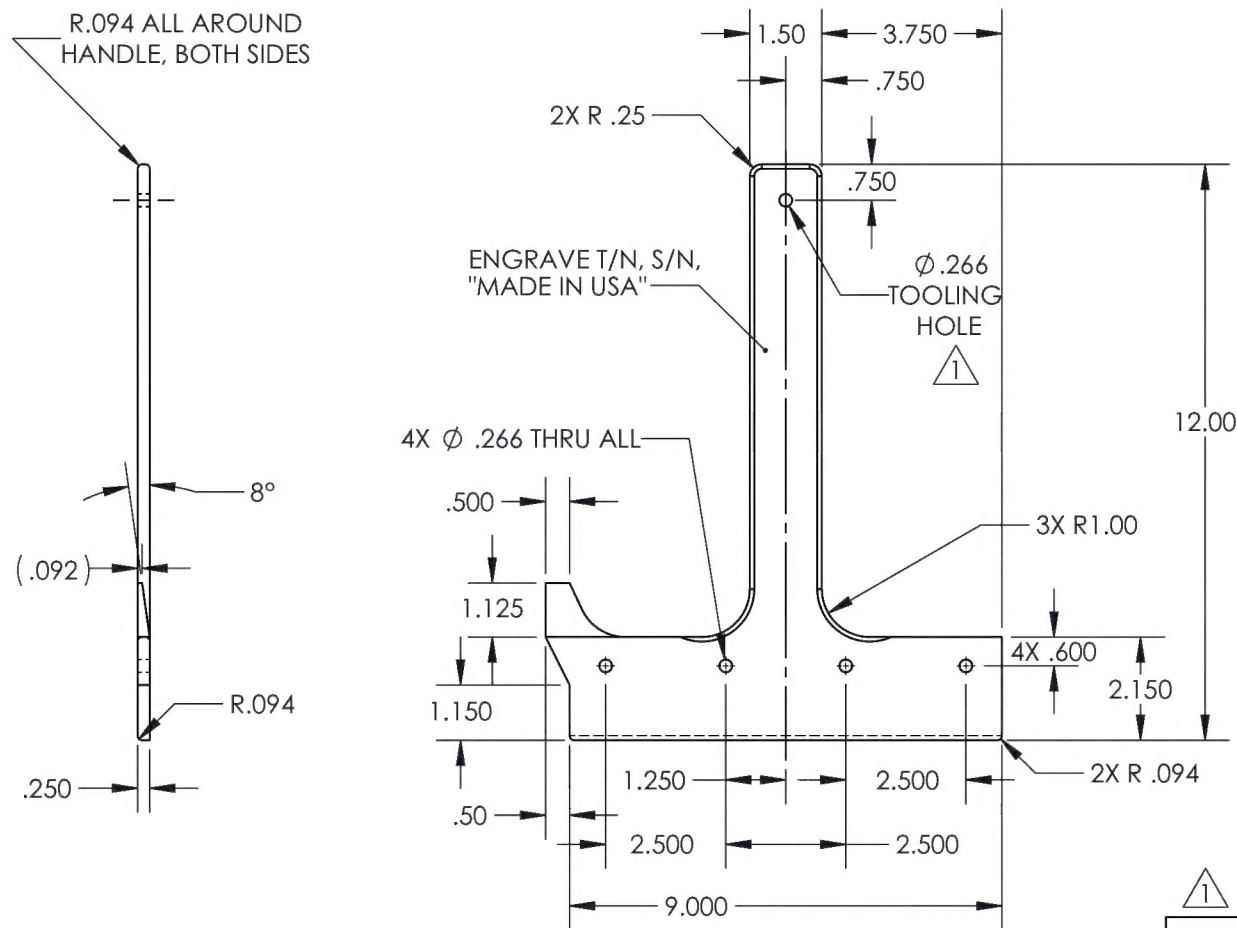 R.094 ALL AROUND
HANDLE, BOTH SIDES
1.50
3.750
.750
2X R .25
.750
ENGRAVE T/N, S/N,
"MADE IN USA"
Ø.266
TOOLING
HOLE
1
12.00
4X Ø .266 THRU ALL
8°
.500
3X R1.00
(.092)
1.125
4X .600
2.150
R.094
1.150
2X R .094
.250
1.250
2.500
.50
2.500
2.500
9.000
1